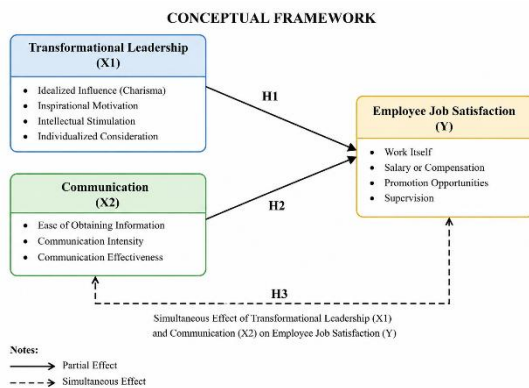 CONCEPTUAL FRAMEWORK
Transformational Leadership
(X1)
• Idealized Influence (Charisma)
• Inspirational Motivation
• Intellectual Stimulation
• Individualized Consideration
H1
Employee Job Satisfaction
(Y)
• Work Itself
• Salary or Compensation
• Promotion Opportunities
• Supervision
Communication
(X2)
• Ease of Obtaining Information
• Communication Intensity
• Communication Effectiveness
H2
H3
Simultaneous Effect of Transformational Leadership (X1)
and Communication (X2) on Employee Job Satisfaction (Y)
Notes:
Partial Effect
Simultaneous Effect